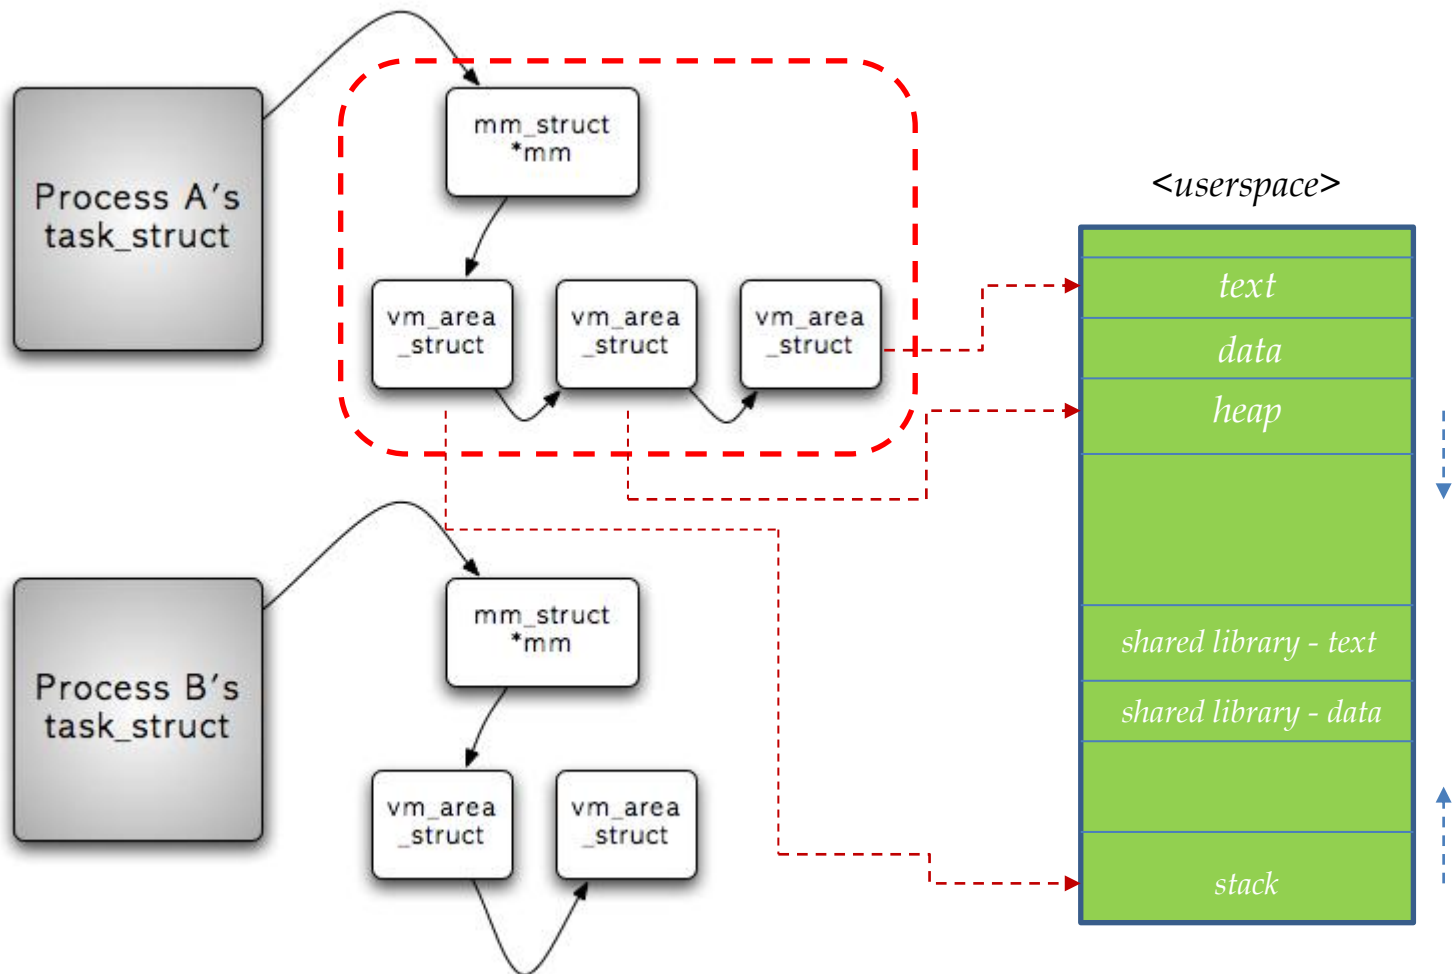 mm_struct
*mm
Process A's
task_struct
vm_area
_struct
vm_area
_struct
vm_area
_struct
<userspace>
text
data
heap
shared library - text
shared library - data
stack
mm_struct
*mm
Process B's
task_struct
vm_area
_struct
vm_area
_struct